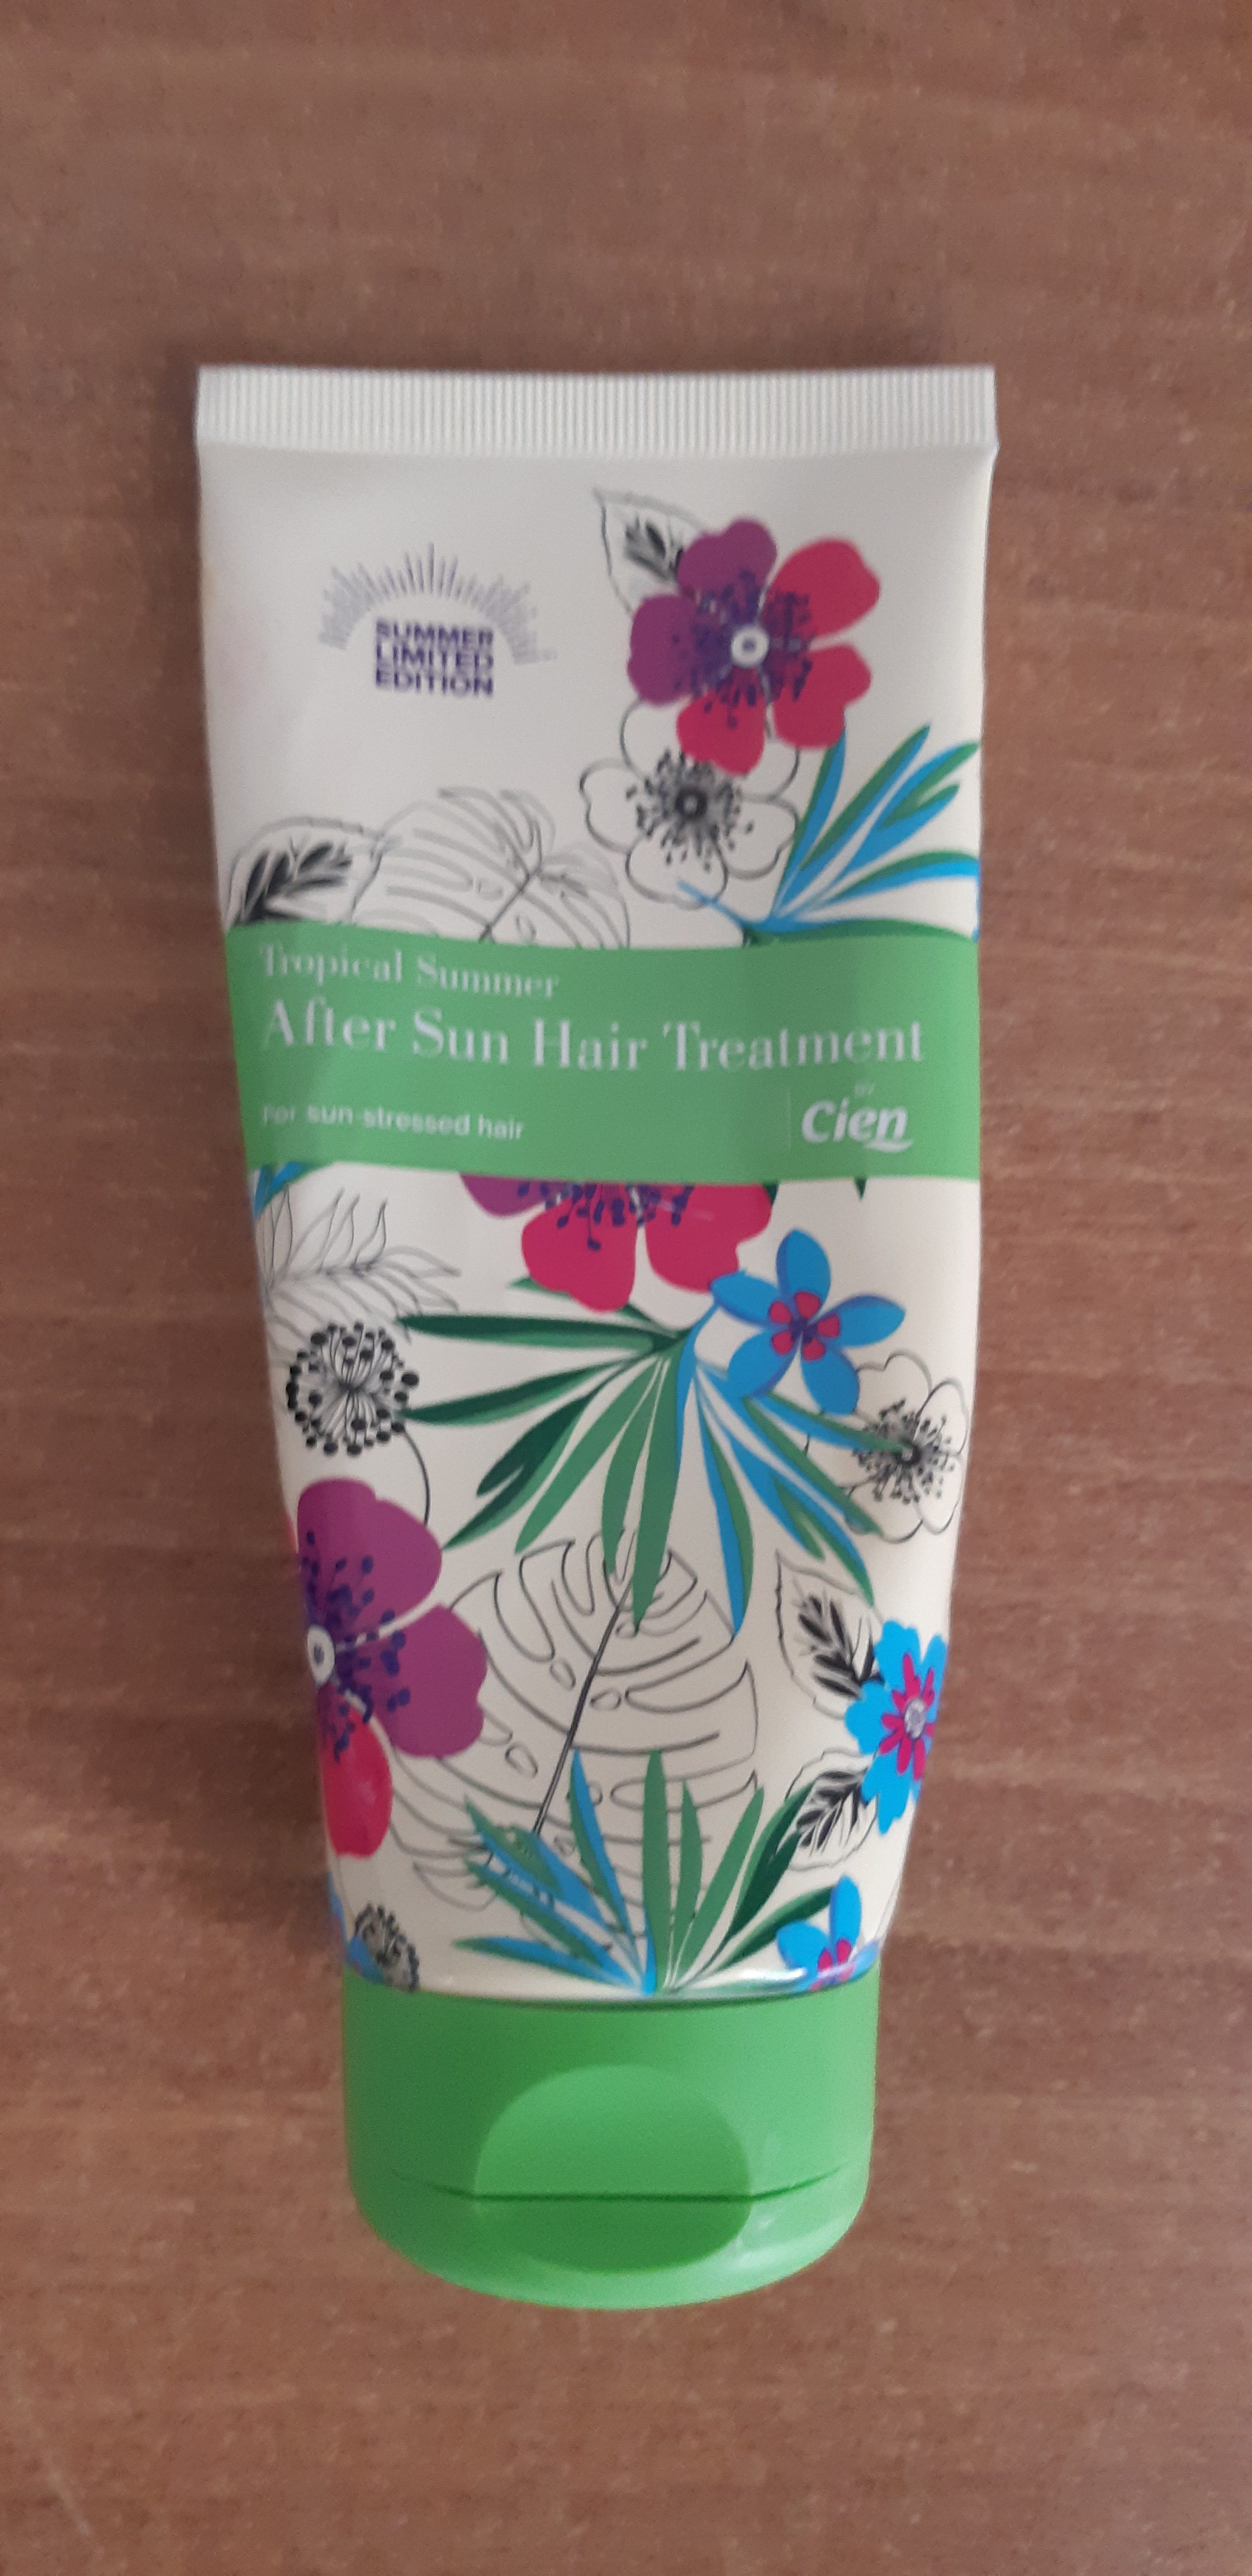 SUMMER
LIMITED
EDITION
Tropical Summer
After Sun Hair Treatment
For sun-stressed hair
BY
Cien